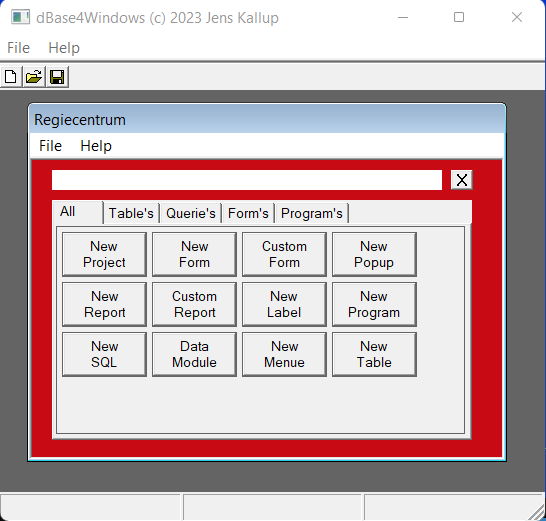 dBase4Windows (c) 2023 Jens Kallup
File Help
Regiecentrum
File Help
X
All Table's Querie's Form's Program's
New New Custom New
Project Form Form Popup
New Custom New New
Report Report Label Program
New Data New New
SQL Module Menue Table